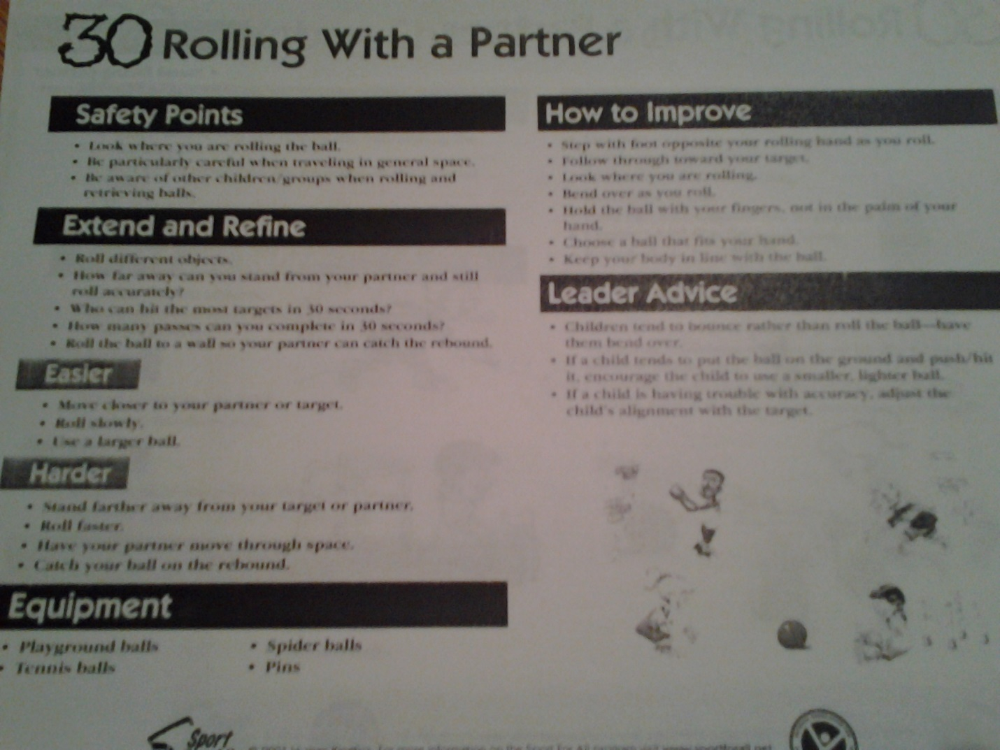 30 Rolling With a Partner
Safety Points
• Look where you are rolling the ball.
• Be particularly careful when traveling in general space.
• Be aware of other children/groups when rolling and
retrieving balls.
Extend and Refine
• Roll different objects.
• How far away can you stand from your partner and still
roll accurately?
• Who can hit the most targets in 30 seconds?
• How many passes can you complete in 30 seconds?
• Roll the ball to a wall so your partner can catch the rebound.
Easier
• Move closer to your partner or target.
• Roll slowly.
• Use a larger ball.
Harder
• Stand farther away from your target or partner.
• Roll faster.
• Have your partner move through space.
• Catch your ball on the rebound.
Equipment
• Playground balls
• Tennis balls
• Spider balls
• Pins
How to Improve
• Step with foot opposite your rolling hand as you roll.
• Follow through toward your target.
• Look where you are rolling.
• Bend over as you roll.
• Hold the ball with your fingers, not in the palm of your
hand.
• Choose a ball that fits your hand.
• Keep your body in line with the ball.
Leader Advice
• Children tend to bounce rather than roll the ball—have
them bend over.
• If a child tends to put the ball on the ground and push/hit
it, encourage the child to use a smaller, lighter ball.
• If a child is having trouble with accuracy, adjust the
child's alignment with the target.
Sport